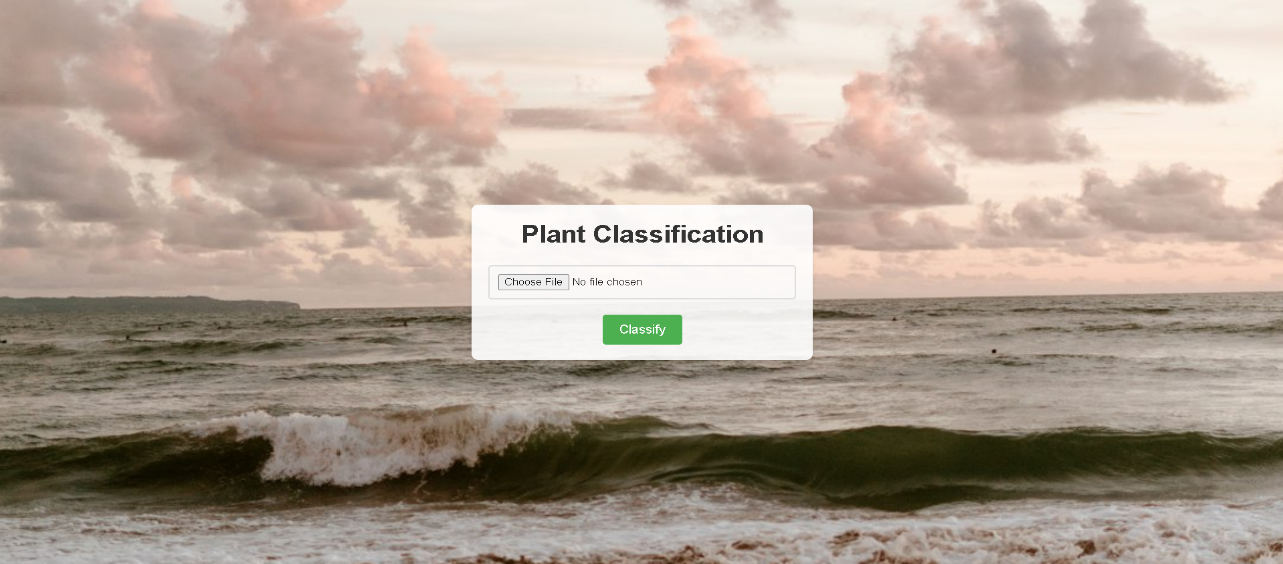 Plant Classification
Choose File No file chosen
Classify